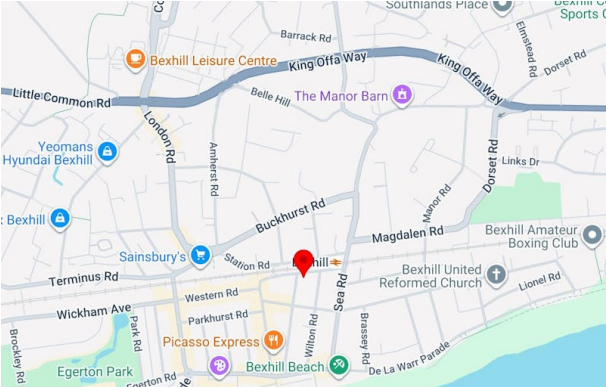 Southlands Place
Bexhill
Sports C
Elmstead Rd
Barrack Rd
King Offa Way
King Offa Way
Dorset Rd
Bexhill Leisure Centre
Little Common Rd
Belle Hill
The Manor Barn
London Rd
Yeomans
Hyundai Bexhill
Amherst Rd
Links Dr
Dorset Rd
Manor Rd
x Bexhill
Buckhurst Rd
Magdalen Rd
Bexhill Amateur
Boxing Club
Sainsbury's
Station Rd
Terminus Rd
Bexhill United
Reformed Church
Lionel Rd
Western Rd
Wickham Ave
Sea Rd
Parkhurst Rd
Park Rd
Brockley Rd
Picasso Express
Wilton Rd
Brassey Rd
De La Warr Parade
Bexhill Beach
Egerton Park
Egerton Rd